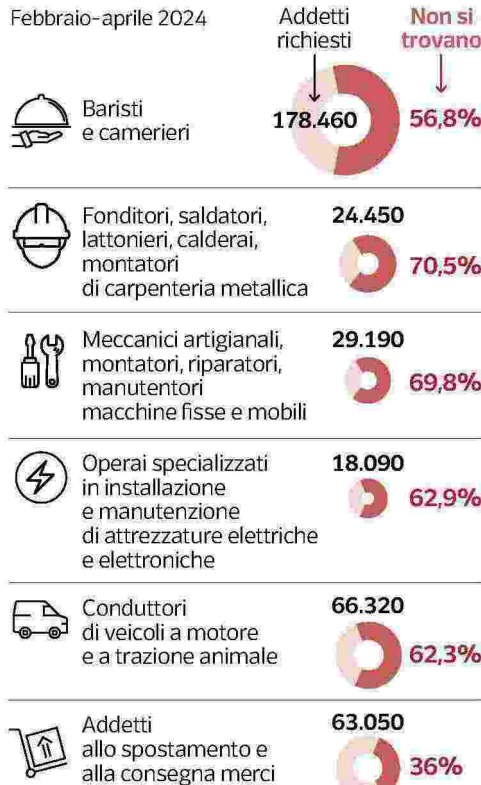 Febbraio-aprile 2024
Addetti
richiesti
Non si
trovano
Baristi
e camerieri
178.460
56,8%
Fonditori, saldatori,
lattonieri, calderai,
montatori
di carpenteria metallica
24.450
70,5%
Meccanici artigianali,
montatori, riparatori,
manutentori
macchine fisse e mobili
29.190
69,8%
Operai specializzati
in installazione
e manutenzione
di attrezzature elettriche
e elettroniche
18.090
62,9%
Conduttori
di veicoli a motore
e a trazione animale
66.320
62,3%
Addetti
allo spostamento e
alla consegna merci
63.050
36%